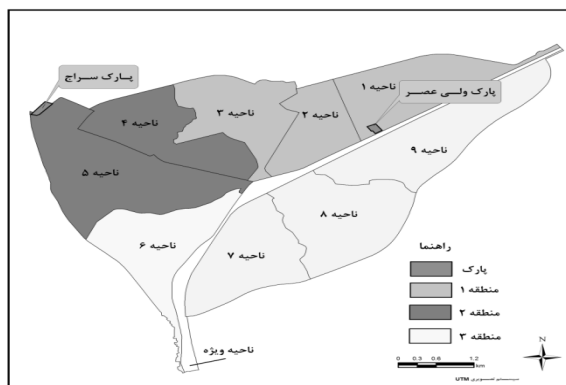 پارک سراج
ناحیه ۱
پارک ولی عصر
ناحیه ۲
ناحیه ۳
ناحیه ۴
ناحیه ۹
ناحیه ۵
ناحیه ۸
ناحیه ۶
ناحیه ۷
ناحیه ویژه
راهنما
پارک
منطقه ۱
منطقه ۲
منطقه ۳
N
0 0.3 0.6 1.2
km
سیستم تصویری UTM